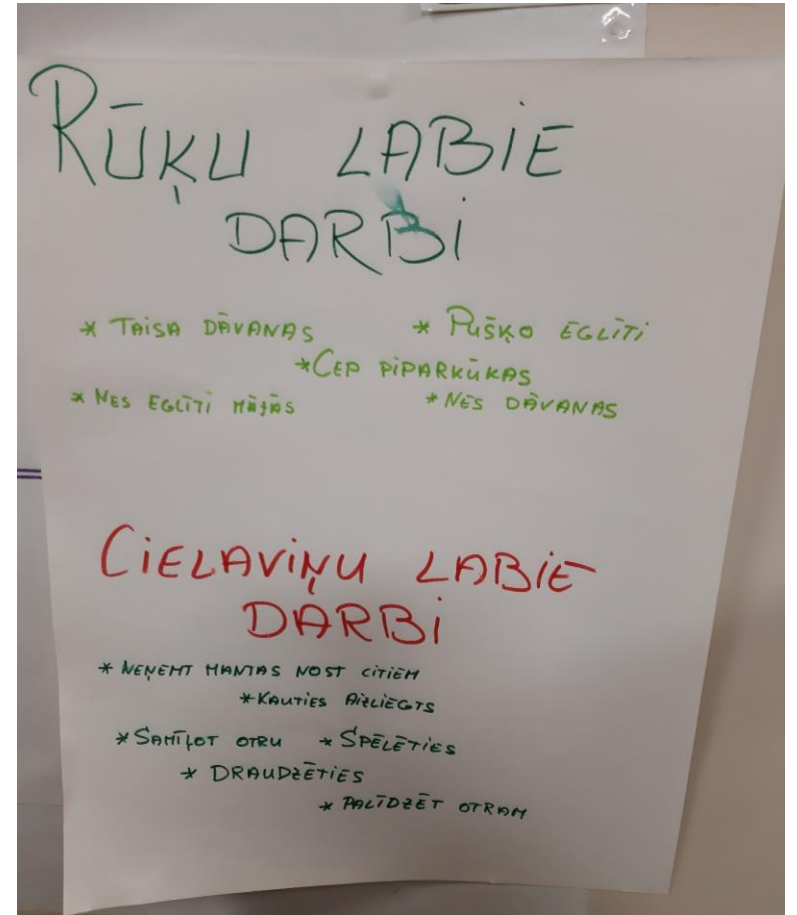 RŪĶU LABIE
DARBI
* TAISA DĀVANAS * PUŠĶO EGLĪTI
* CEP PIPARKŪKAS
* NES EGLĪTI MĀJĀS * NES DĀVANAS
CIELAVIŅU LABIE
DARBI
* NEŅEMT MANTAS NOST CITIEM
* KAUTIES AIZLIEGTS
* SAMĪĻOT OTRU * SPĒLĒTIES
* DRAUDZĒTIES
* PALĪDZĒT OTRAM